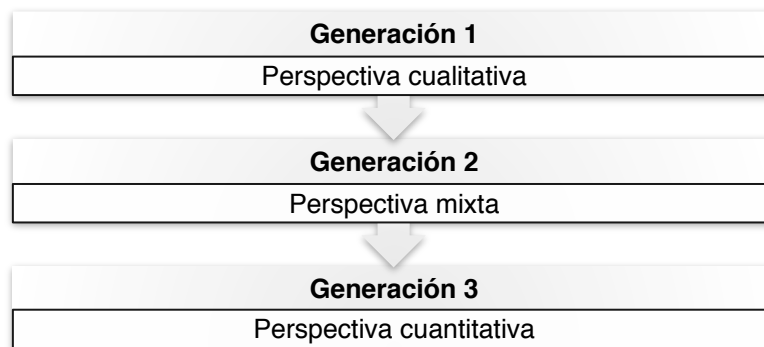 Generación 1
Perspectiva cualitativa
Generación 2
Perspectiva mixta
Generación 3
Perspectiva cuantitativa